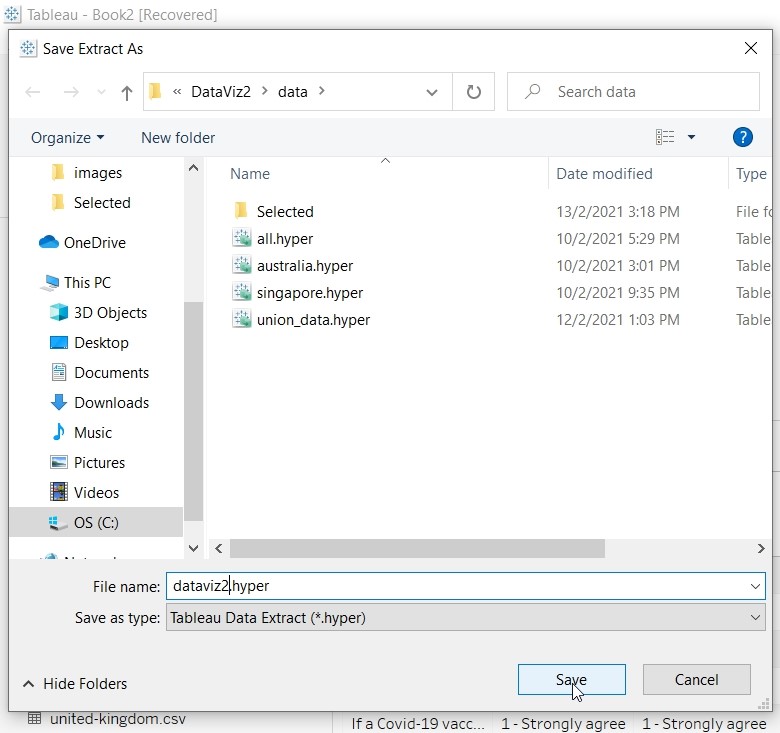 Tableau - Book2 [Recovered]
Save Extract As
« DataViz2 > data >
Search data
Organize
New folder
?
images
Selected
OneDrive
This PC
3D Objects
Desktop
Documents
Downloads
Music
Pictures
Videos
OS (C:)
Name Date modified Type
Selected 13/2/2021 3:18 PM File fo
all.hyper 10/2/2021 5:29 PM Table
australia.hyper 10/2/2021 3:01 PM Table
singapore.hyper 10/2/2021 9:35 PM Table
union_data.hyper 12/2/2021 1:03 PM Table
File name: dataviz2.hyper
Save as type: Tableau Data Extract (*.hyper)
Hide Folders
Save
Cancel
united-kingdom.csv
If a Covid-19 vacc... 1 - Strongly agree 1 - Strongly agree